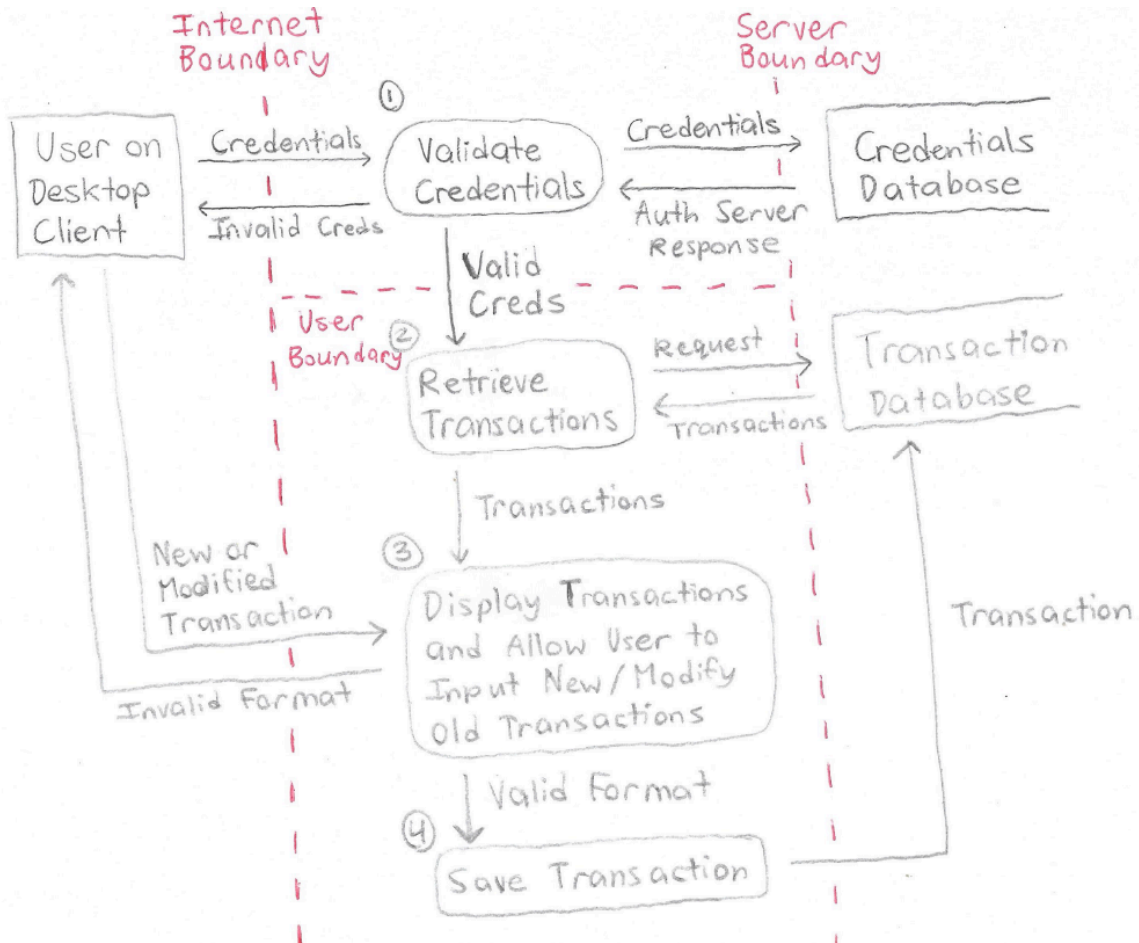 Internet
Boundary
Server
Boundary
①
User on
Desktop
Client
Credentials
Invalid Creds
Validate
Credentials
Credentials
Auth Server
Response
Credentials
Database
Valid
Creds
User
Boundary
②
Retrieve
Transactions
Request
Transactions
Transaction
Database
Transactions
③
New or
Modified
Transaction
Invalid Format
Display Transactions
and Allow User to
Input New/Modify
Old Transactions
Transaction
Valid Format
④
Save Transaction